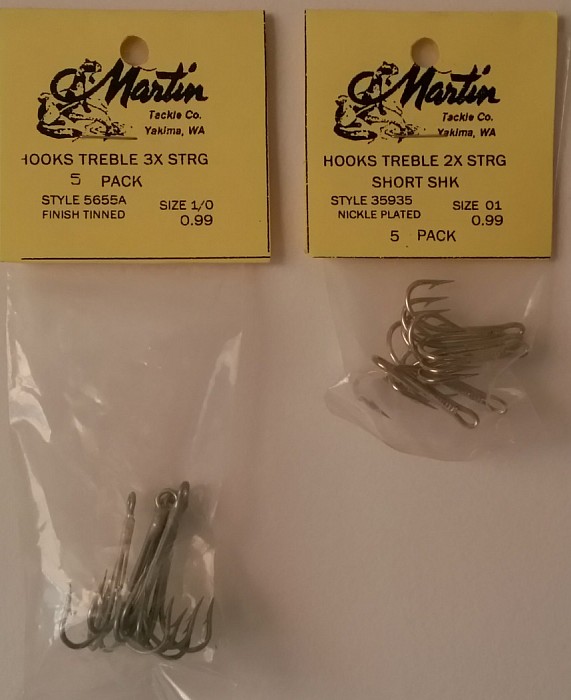 Martin
Tackle Co.
Yakima, WA
HOOKS TREBLE 3X STRG
5 PACK
STYLE 5655A SIZE 1/0
FINISH TINNED 0.99
Martin
Tackle Co.
Yakima, WA
HOOKS TREBLE 2X STRG
SHORT SHK
STYLE 35935 SIZE 01
NICKLE PLATED 0.99
5 PACK